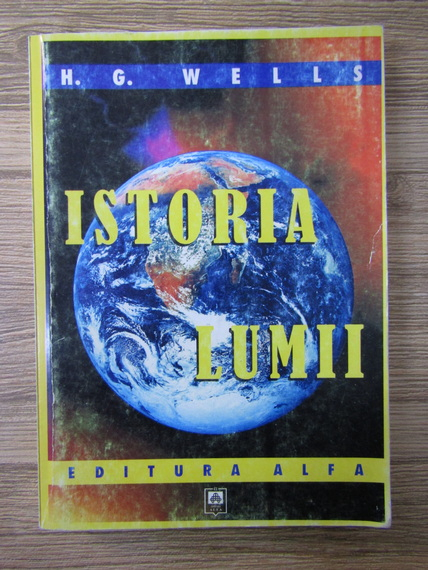 H. G. WELLS
ISTORIA
LUMII
EDITURA ALFA